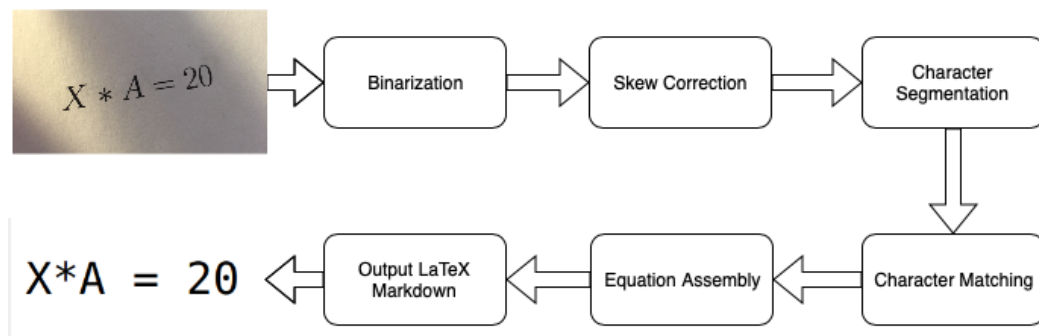 X * A = 20
Binarization
Skew Correction
Character
Segmentation
Character Matching
Equation Assembly
Output LaTeX
Markdown
X*A = 20